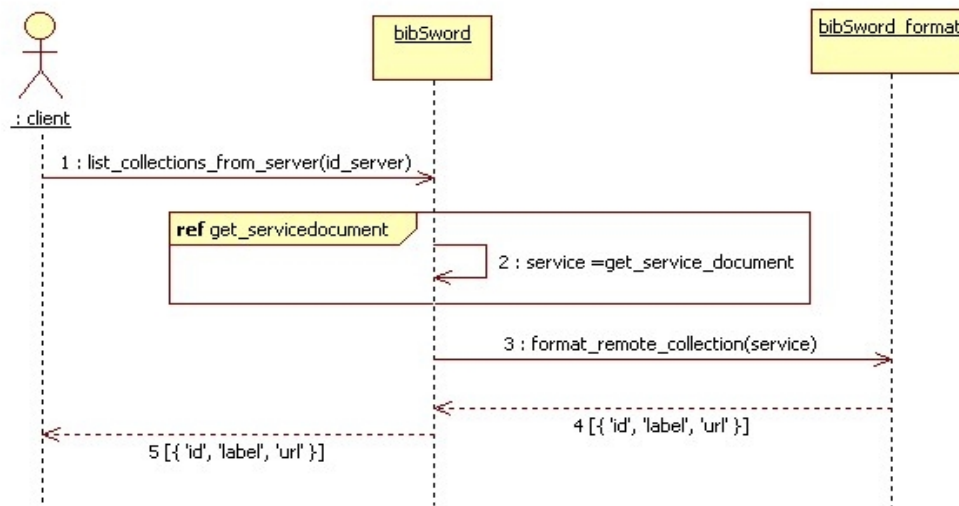 bibSword
bibSword_format
: client
1 : list_collections_from_server(id_server)
ref get_servicedocument
2 : service =get_service_document
3 : format_remote_collection(service)
4 [{ 'id', 'label', 'url' }]
5 [{ 'id', 'label', 'url' }]